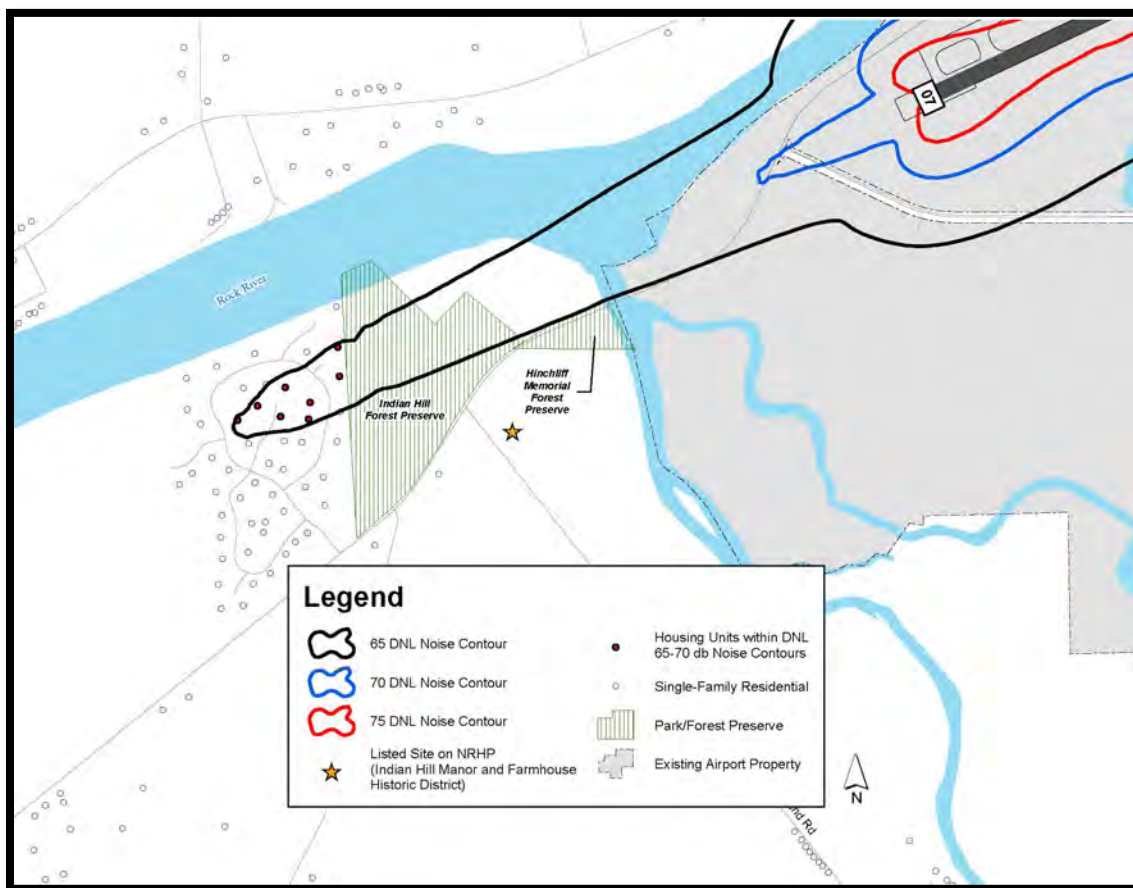 07
Rock River
Indian Hill
Forest Preserve
Hinchliff
Memorial
Forest
Preserve
Legend
65 DNL Noise Contour
70 DNL Noise Contour
75 DNL Noise Contour
Listed Site on NRHP
(Indian Hill Manor and Farmhouse
Historic District)
Housing Units within DNL
65-70 db Noise Contours
Single-Family Residential
Park/Forest Preserve
Existing Airport Property
N
Rd